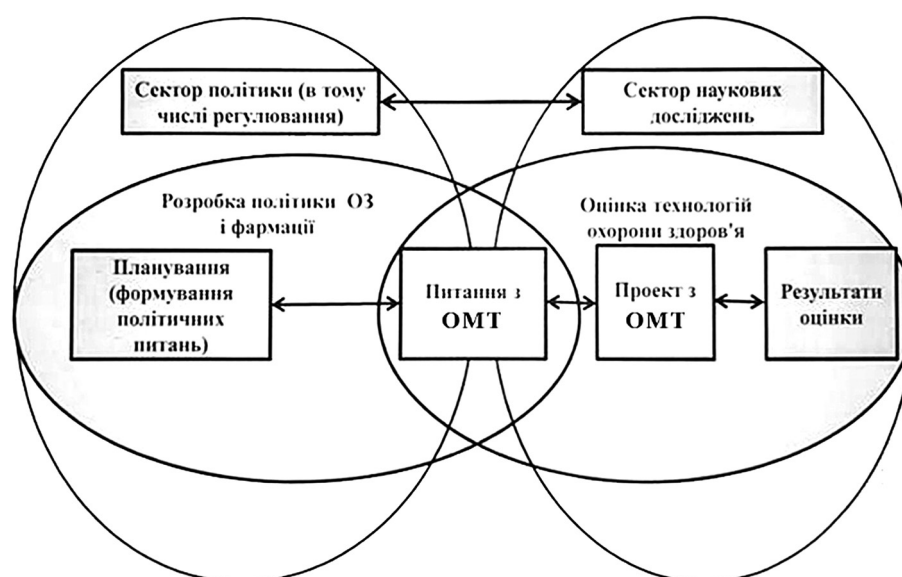 Сектор політики (в тому
числі регулювання)
Сектор наукових
досліджень
Розробка політики ОЗ
і фармації
Оцінка технологій
охорони здоров'я
Планування
(формування
політичних
питань)
Питання з
ОМТ
Проект з
ОМТ
Результати
оцінки